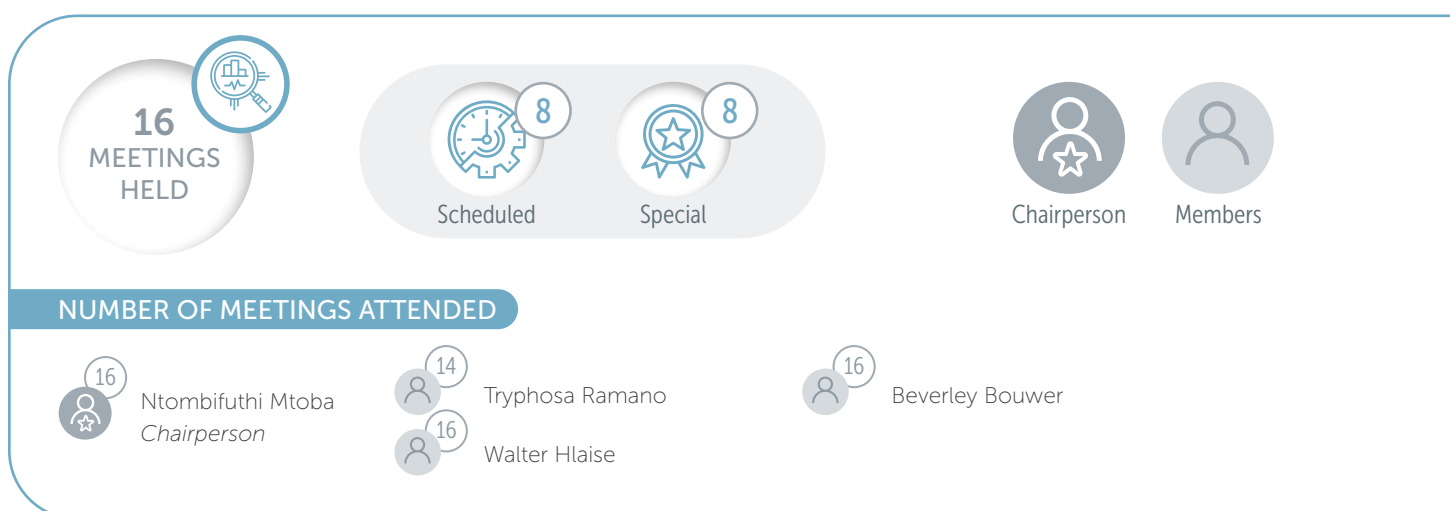 16
MEETINGS
HELD
8
Scheduled
8
Special
Chairperson
Members
NUMBER OF MEETINGS ATTENDED
16
Ntombifuthi Mtoba
Chairperson
14
Tryphosa Ramano
16
Walter Hlaise
16
Beverley Bouwer